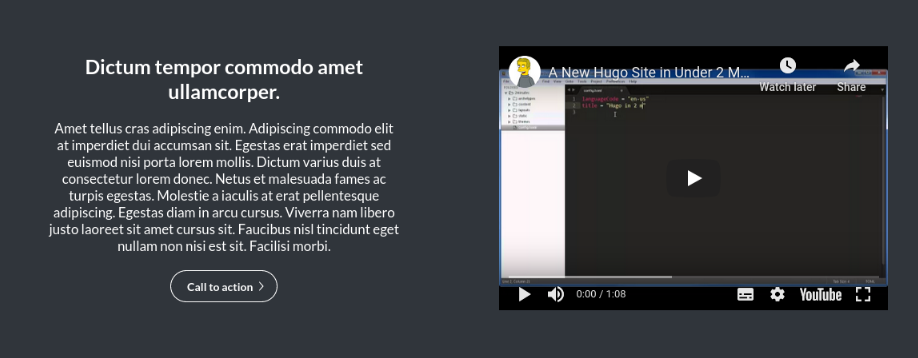 Dictum tempor commodo amet
ullamcorper.
Amet tellus cras adipiscing enim. Adipiscing commodo elit
at imperdiet dui accumsan sit. Egestas erat imperdiet sed
euismod nisi porta lorem mollis. Dictum varius duis at
consectetur lorem donec. Netus et malesuada fames ac
turpis egestas. Molestie a iaculis at erat pellentesque
adipiscing. Egestas diam in arcu cursus. Viverra nam libero
justo laoreet sit amet cursus sit. Faucibus nisl tincidunt eget
nullam non nisi est sit. Facilisi morbi.
Call to action
A New Hugo Site in Under 2 M...
Watch later
Share
languageCode = "en-us"
title = "Hugo in 2 m"
0:00 / 1:08
YouTube